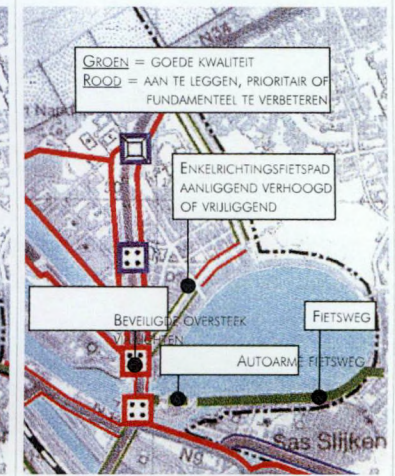 N34
GROEN = GOEDE KWALITEIT
ROOD = AAN TE LEGGEN, PRIORITAIR OF
FUNDAMENTEEL TE VERBETEREN
ENKELRICHTINGSFIETSPAD
AANLIGGEND VERHOOGD
OF VRIJLIGGEND
BEVEILIGDE OVERSTEEK
FIETSWEG
AUTOARME FIETSWEG
Sas Slijken